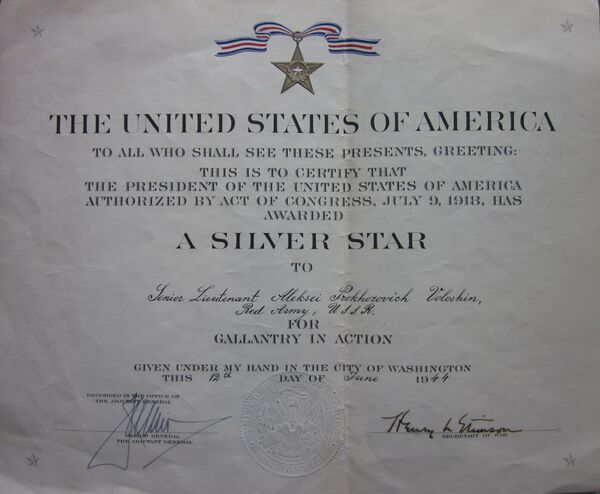 THE UNITED STATES OF AMERICA
TO ALL WHO SHALL SEE THESE PRESENTS, GREETING:
THIS IS TO CERTIFY THAT
THE PRESIDENT OF THE UNITED STATES OF AMERICA
AUTHORIZED BY ACT OF CONGRESS, JULY 9, 1918, HAS
AWARDED
A SILVER STAR
TO
Senior Lieutenant Aleksei Prokhorovich Voloshin,
Red Army, U.S.S.R.
FOR
GALLANTRY IN ACTION
GIVEN UNDER MY HAND IN THE CITY OF WASHINGTON
THIS 12th DAY OF June 1944
RECORDED IN THE OFFICE OF
THE ADJUTANT GENERAL
MAJOR GENERAL
THE ADJUTANT GENERAL
Henry L Stimson
SECRETARY OF WAR